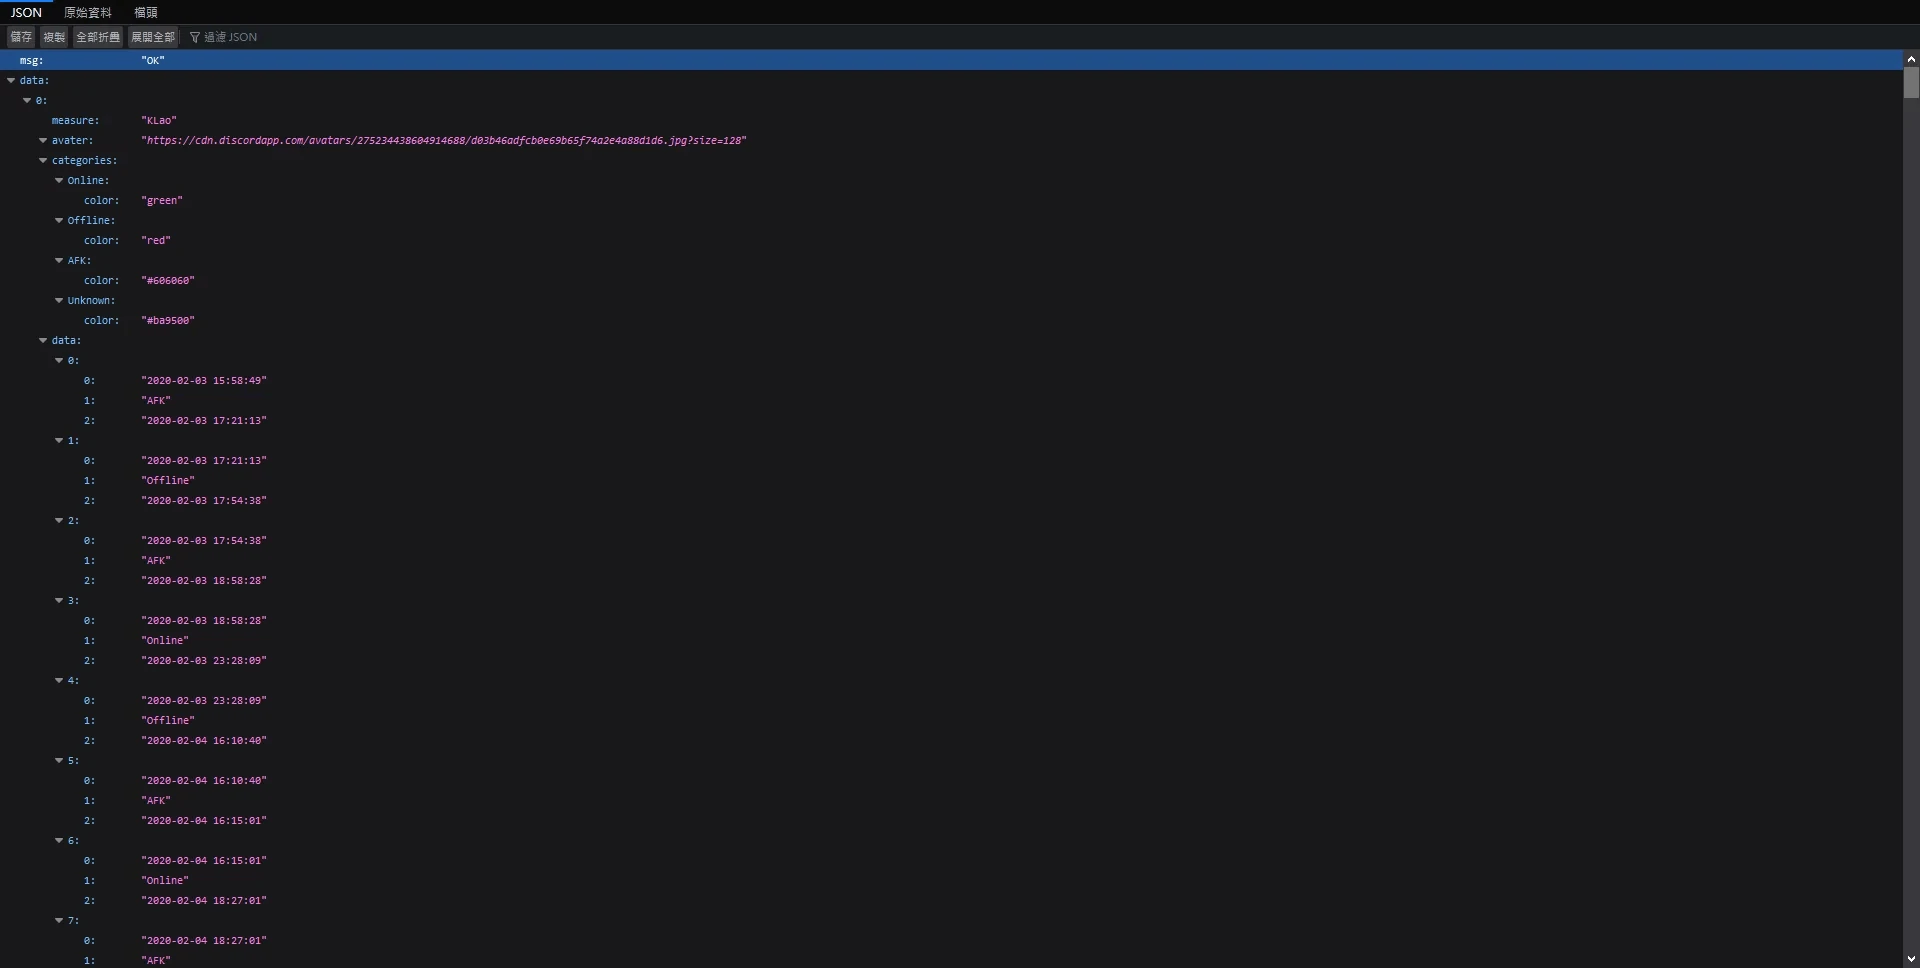 JSON 原始資料 檔頭
儲存 複製 全部折疊 展開全部 過濾 JSON
msg: "OK"
data:
0:
measure: "KLao"
avater: "https://cdn.discordapp.com/avatars/275234438604914688/d03b46adfcb0e69b65f74a2e4a88d1d6.jpg?size=128"
categories:
Online:
color: "green"
Offline:
color: "red"
AFK:
color: "#606060"
Unknown:
color: "#ba9500"
data:
0:
0: "2020-02-03 15:58:49"
1: "AFK"
2: "2020-02-03 17:21:13"
1:
0: "2020-02-03 17:21:13"
1: "Offline"
2: "2020-02-03 17:54:38"
2:
0: "2020-02-03 17:54:38"
1: "AFK"
2: "2020-02-03 18:58:28"
3:
0: "2020-02-03 18:58:28"
1: "Online"
2: "2020-02-03 23:28:09"
4:
0: "2020-02-03 23:28:09"
1: "Offline"
2: "2020-02-04 16:10:40"
5:
0: "2020-02-04 16:10:40"
1: "AFK"
2: "2020-02-04 16:15:01"
6:
0: "2020-02-04 16:15:01"
1: "Online"
2: "2020-02-04 18:27:01"
7:
0: "2020-02-04 18:27:01"
1: "AFK"